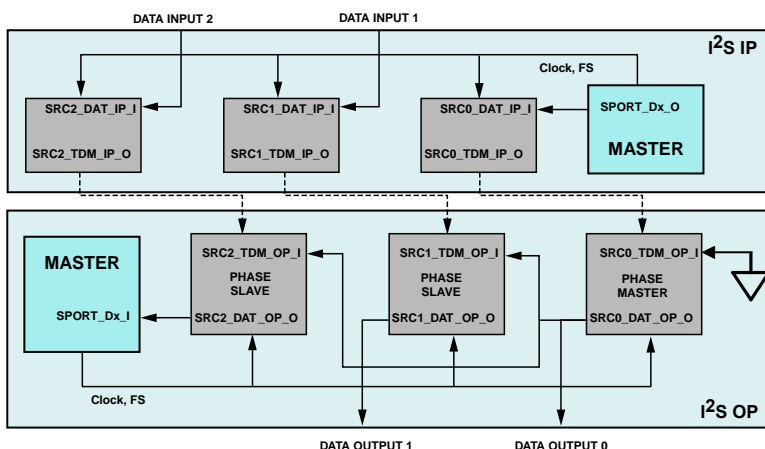 DATA INPUT 2
DATA INPUT 1
I2S IP
Clock, FS
SRC2_DAT_IP_I
SRC2_TDM_IP_O
SRC1_DAT_IP_I
SRC1_TDM_IP_O
SRC0_DAT_IP_I
SRC0_TDM_IP_O
SPORT_Dx_O
MASTER
MASTER
SPORT_Dx_I
SRC2_TDM_OP_I
PHASE
SLAVE
SRC2_DAT_OP_O
SRC1_TDM_OP_I
PHASE
SLAVE
SRC1_DAT_OP_O
SRC0_TDM_OP_I
PHASE
MASTER
SRC0_DAT_OP_O
Clock, FS
I2S OP
DATA OUTPUT 1
DATA OUTPUT 0